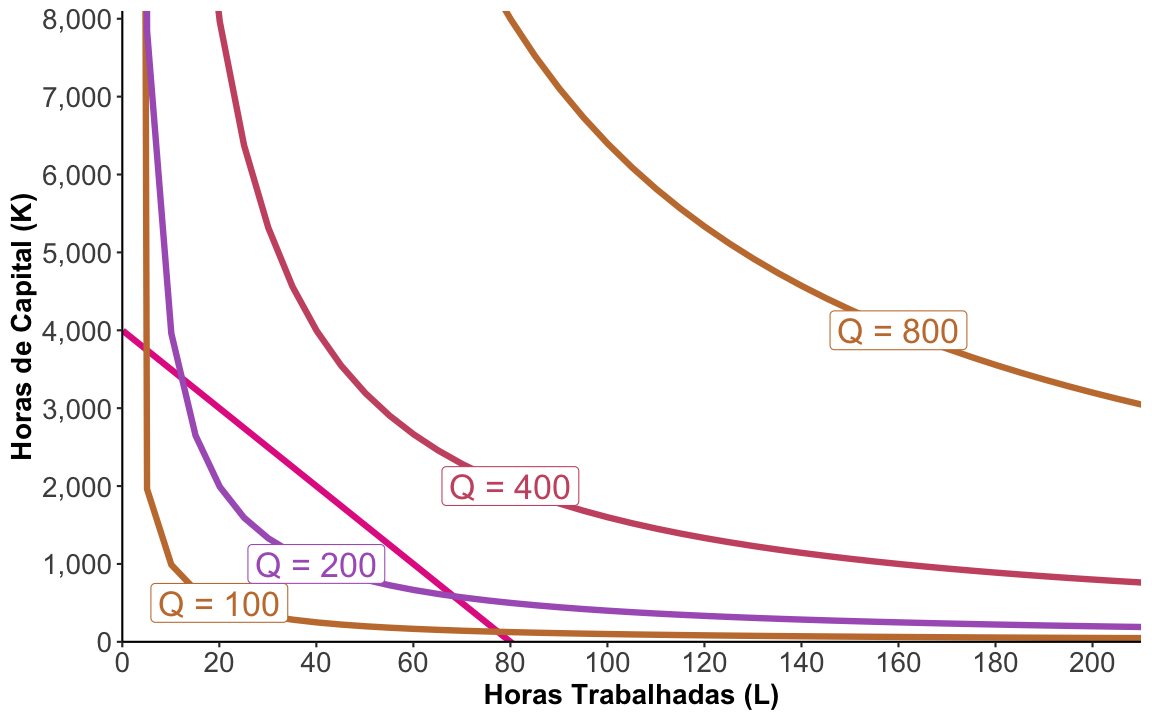 8,000
7,000
6,000
5,000
4,000
3,000
2,000
1,000
0
Horas de Capital (K)
Q = 800
Q = 400
Q = 200
Q = 100
0 20 40 60 80 100 120 140 160 180 200
Horas Trabalhadas (L)